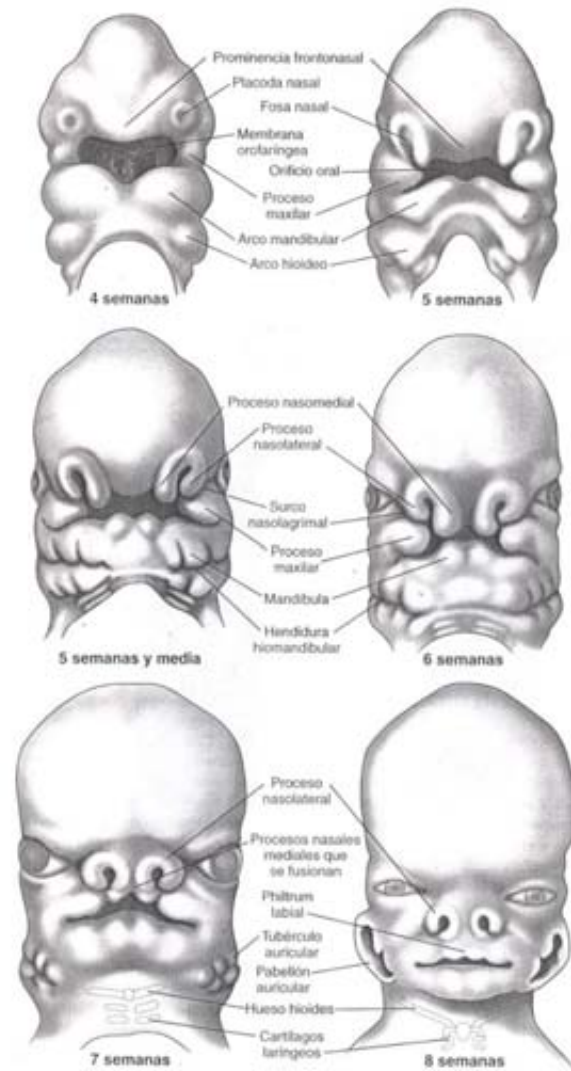 Prominencia frontonasal
Placoda nasal
Fosa nasal
Membrana
orofaríngea
Orificio oral
Proceso
maxilar
Arco mandibular
Arco hioideo
4 semanas
5 semanas
Proceso nasomedial
Proceso
nasolateral
Surco
nasolagrimal
Proceso
maxilar
Mandíbula
Hendidura
hiomandibular
5 semanas y media
6 semanas
Proceso
nasolateral
Procesos nasales
mediales que
se fusionan
Philtrum
labial
Tubérculo
auricular
Pabellón
auricular
Hueso hioides
Cartílagos
laríngeos
7 semanas
8 semanas